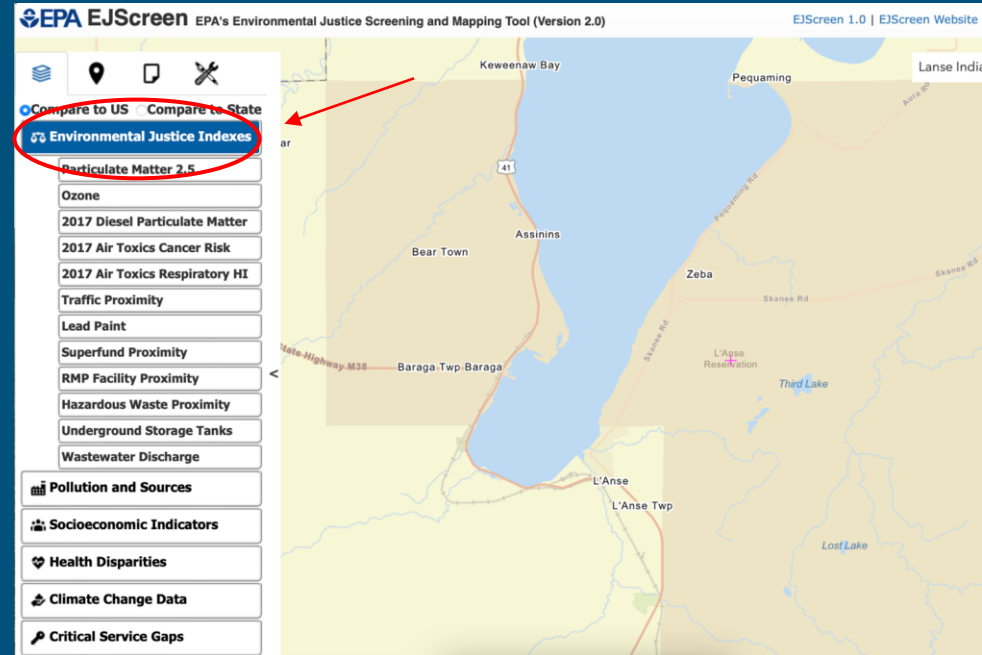 EPA EJScreen EPA's Environmental Justice Screening and Mapping Tool (Version 2.0)
EJScreen 1.0 | EJScreen Website
Lanse India
Compare to US Compare to State
Environmental Justice Indexes
Particulate Matter 2.5
Ozone
2017 Diesel Particulate Matter
2017 Air Toxics Cancer Risk
2017 Air Toxics Respiratory HI
Traffic Proximity
Lead Paint
Superfund Proximity
RMP Facility Proximity
Hazardous Waste Proximity
Underground Storage Tanks
Wastewater Discharge
Pollution and Sources
Socioeconomic Indicators
Health Disparities
Climate Change Data
Critical Service Gaps
<
Keweenaw Bay
Pequaming
Aura Rd
ar
41
Pequaming Rd
Assinins
Bear Town
Zeba
Skanee Rd
Skanee Rd
Skanee Rd
State Highway M38
Baraga Twp Baraga
L'Anse
Reservation
Third Lake
L'Anse
L'Anse Twp
Lost Lake